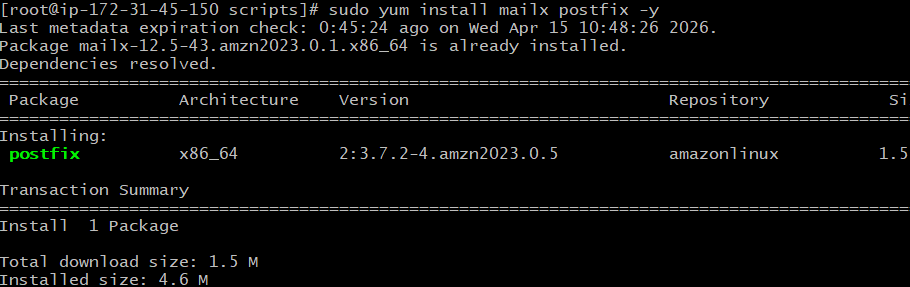 [root@ip-172-31-45-150 scripts]# sudo yum install mailx postfix -y
Last metadata expiration check: 0:45:24 ago on Wed Apr 15 10:48:26 2026.
Package mailx-12.5-43.amzn2023.0.1.x86_64 is already installed.
Dependencies resolved.
================================================================================
Package Architecture Version Repository Si
================================================================================
Installing:
postfix x86_64 2:3.7.2-4.amzn2023.0.5 amazonlinux 1.5
Transaction Summary
================================================================================
Install 1 Package
Total download size: 1.5 M
Installed size: 4.6 M